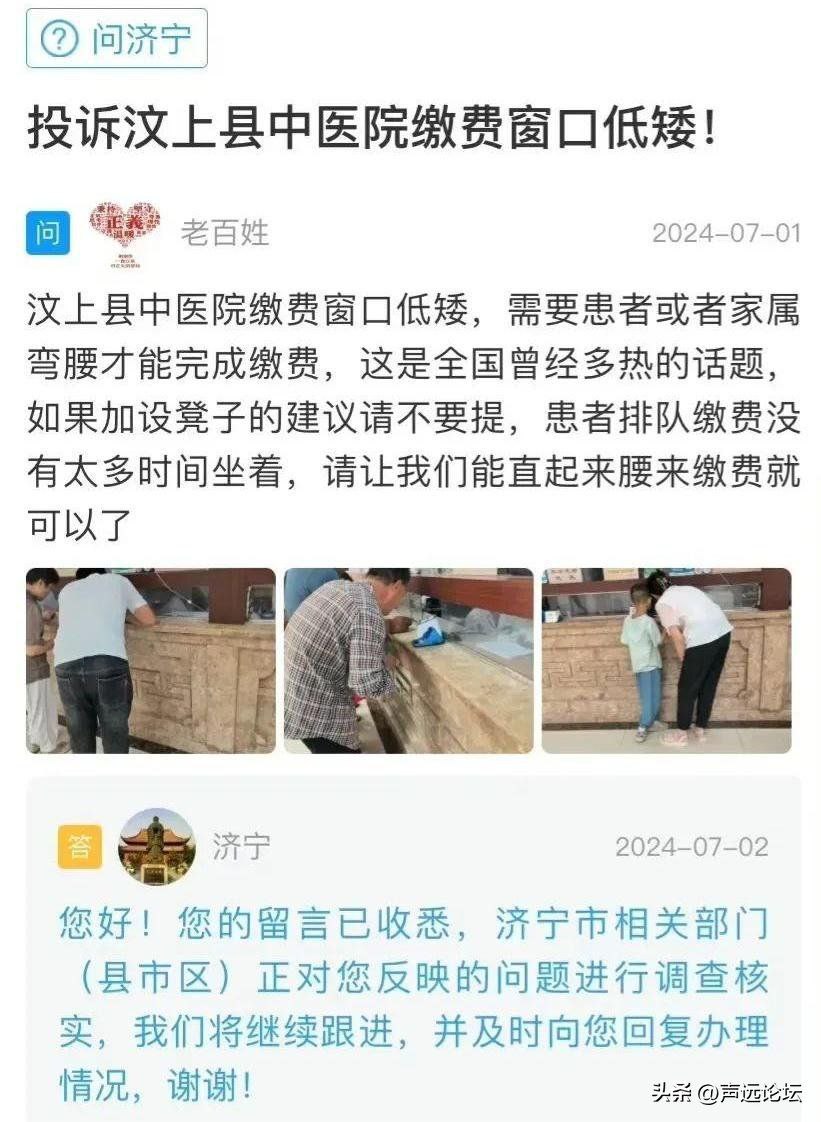 问济宁
投诉汶上县中医院缴费窗口低矮！
问
正義
温暖
老百姓
2024-07-01
汶上县中医院缴费窗口低矮，需要患者或者家属
弯腰才能完成缴费，这是全国曾经多热的话题，
如果加设凳子的建议请不要提，患者排队缴费没
有太多时间坐着，请让我们能直起来腰来缴费就
可以了
答
济宁
2024-07-02
您好！您的留言已收悉，济宁市相关部门
（县市区）正对您反映的问题进行调查核
实，我们将继续跟进，并及时向您回复办理
情况，谢谢！
头条 @声远论坛